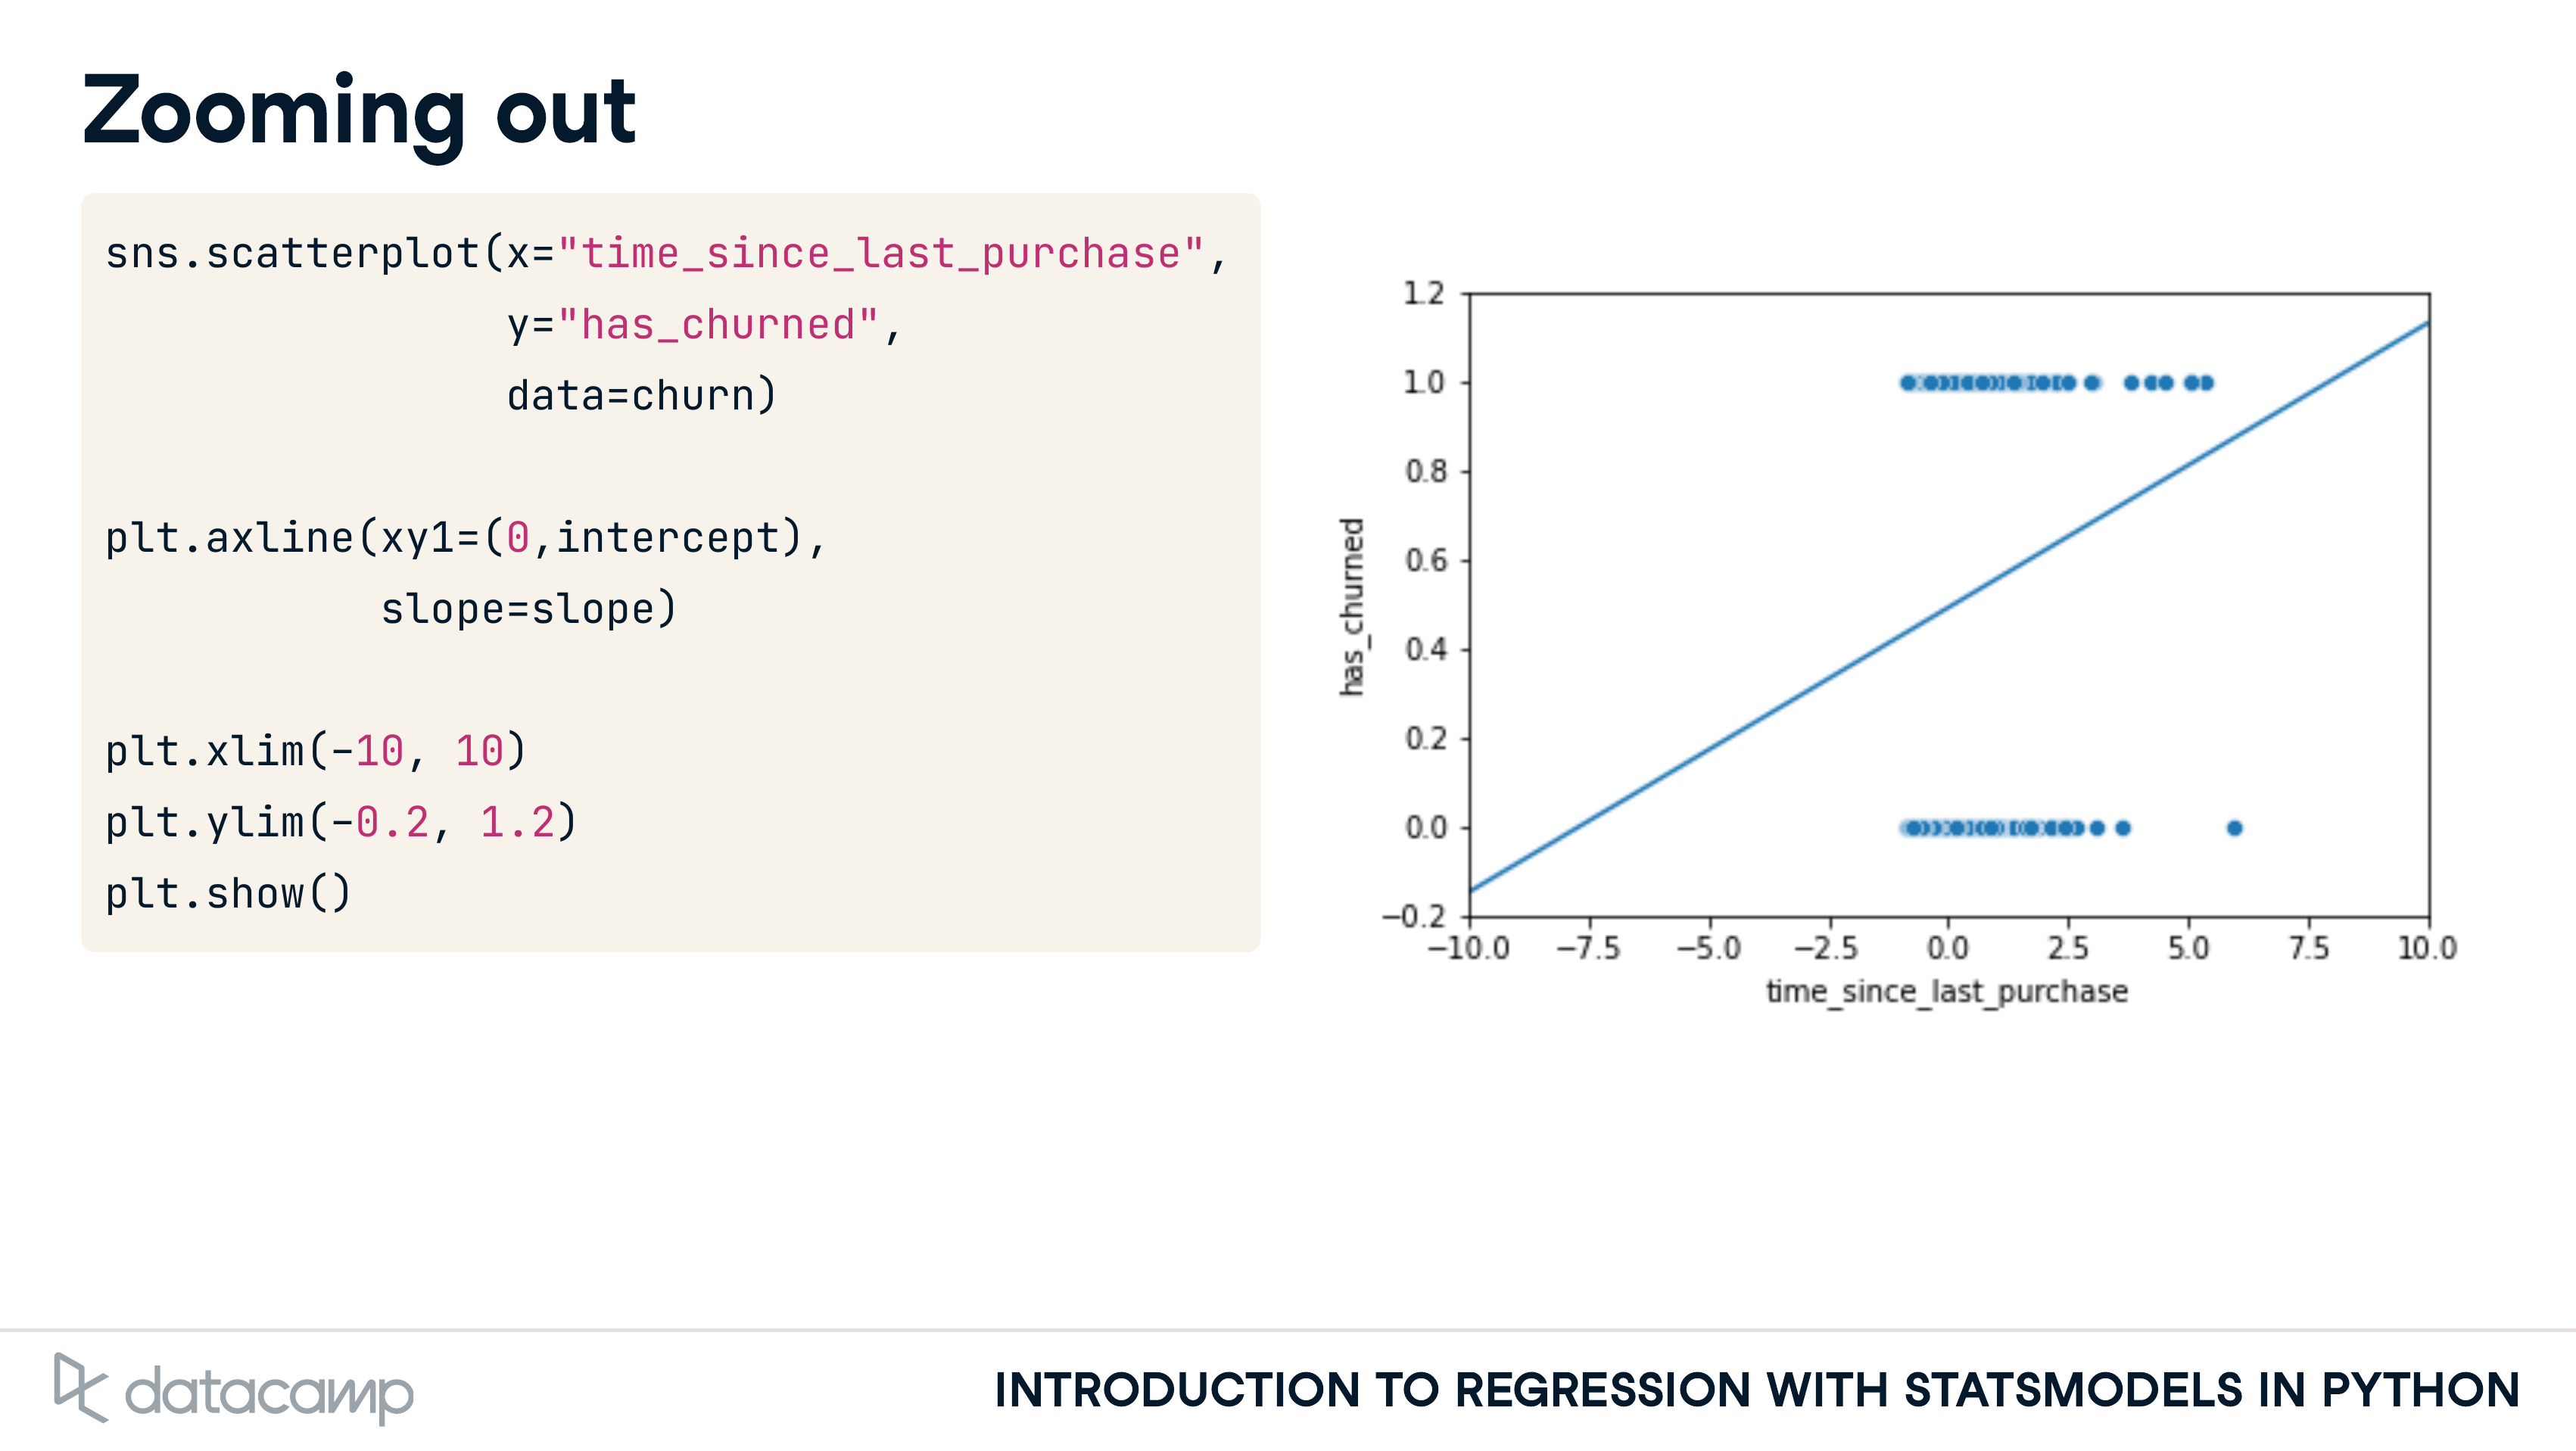 Zooming out
sns.scatterplot(x="time_since_last_purchase",
                y="has_churned",
                data=churn)
plt.axline(xy1=(0,intercept),
           slope=slope)
plt.xlim(-10, 10)
plt.ylim(-0.2, 1.2)
plt.show()
1.2
1.0
0.8
0.6
0.4
0.2
0.0
−0.2
has_churned
−10.0 −7.5 −5.0 −2.5 0.0 2.5 5.0 7.5 10.0
time_since_last_purchase
datacamp
INTRODUCTION TO REGRESSION WITH STATSMODELS IN PYTHON